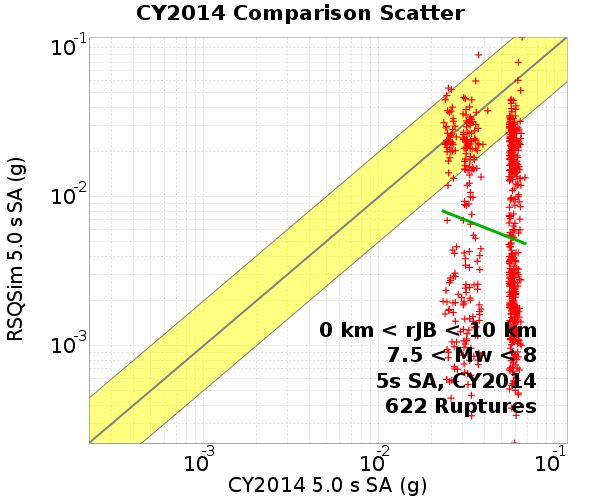 CY2014 Comparison Scatter
RSQSim 5.0 s SA (g)
10-1
10-2
10-3
0 km < rJB < 10 km
7.5 < Mw < 8
5s SA, CY2014
622 Ruptures
10-3
10-2
10-1
CY2014 5.0 s SA (g)